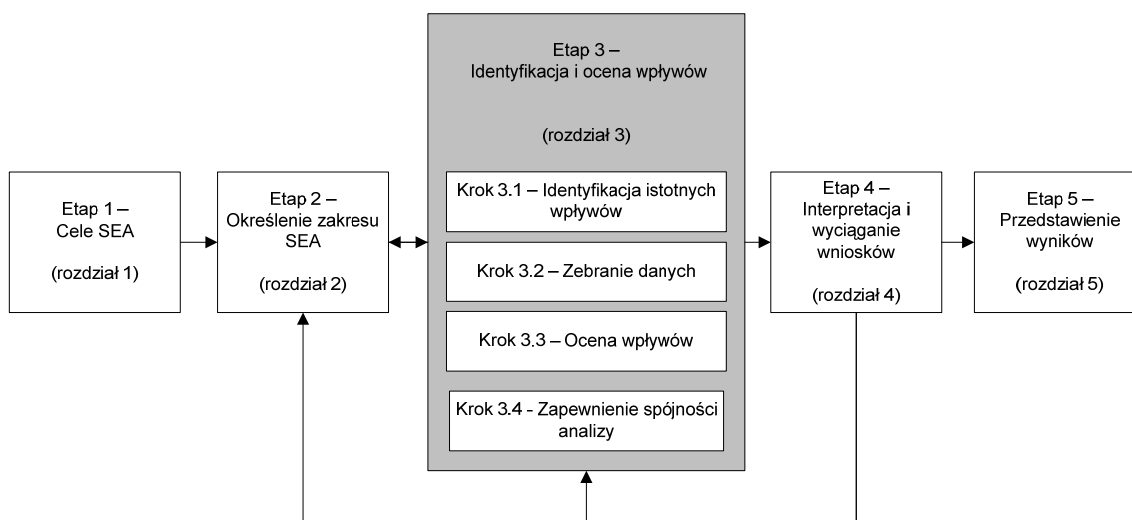 Etap 1 –
Cele SEA
(rozdział 1)
Etap 2 –
Określenie zakresu
SEA
(rozdział 2)
Etap 3 –
Identyfikacja i ocena wpływów
(rozdział 3)
Krok 3.1 – Identyfikacja istotnych
wpływów
Krok 3.2 – Zebranie danych
Krok 3.3 – Ocena wpływów
Krok 3.4 - Zapewnienie spójności
analizy
Etap 4 –
Interpretacja i
wyciąganie
wniosków
(rozdział 4)
Etap 5 –
Przedstawienie
wyników
(rozdział 5)